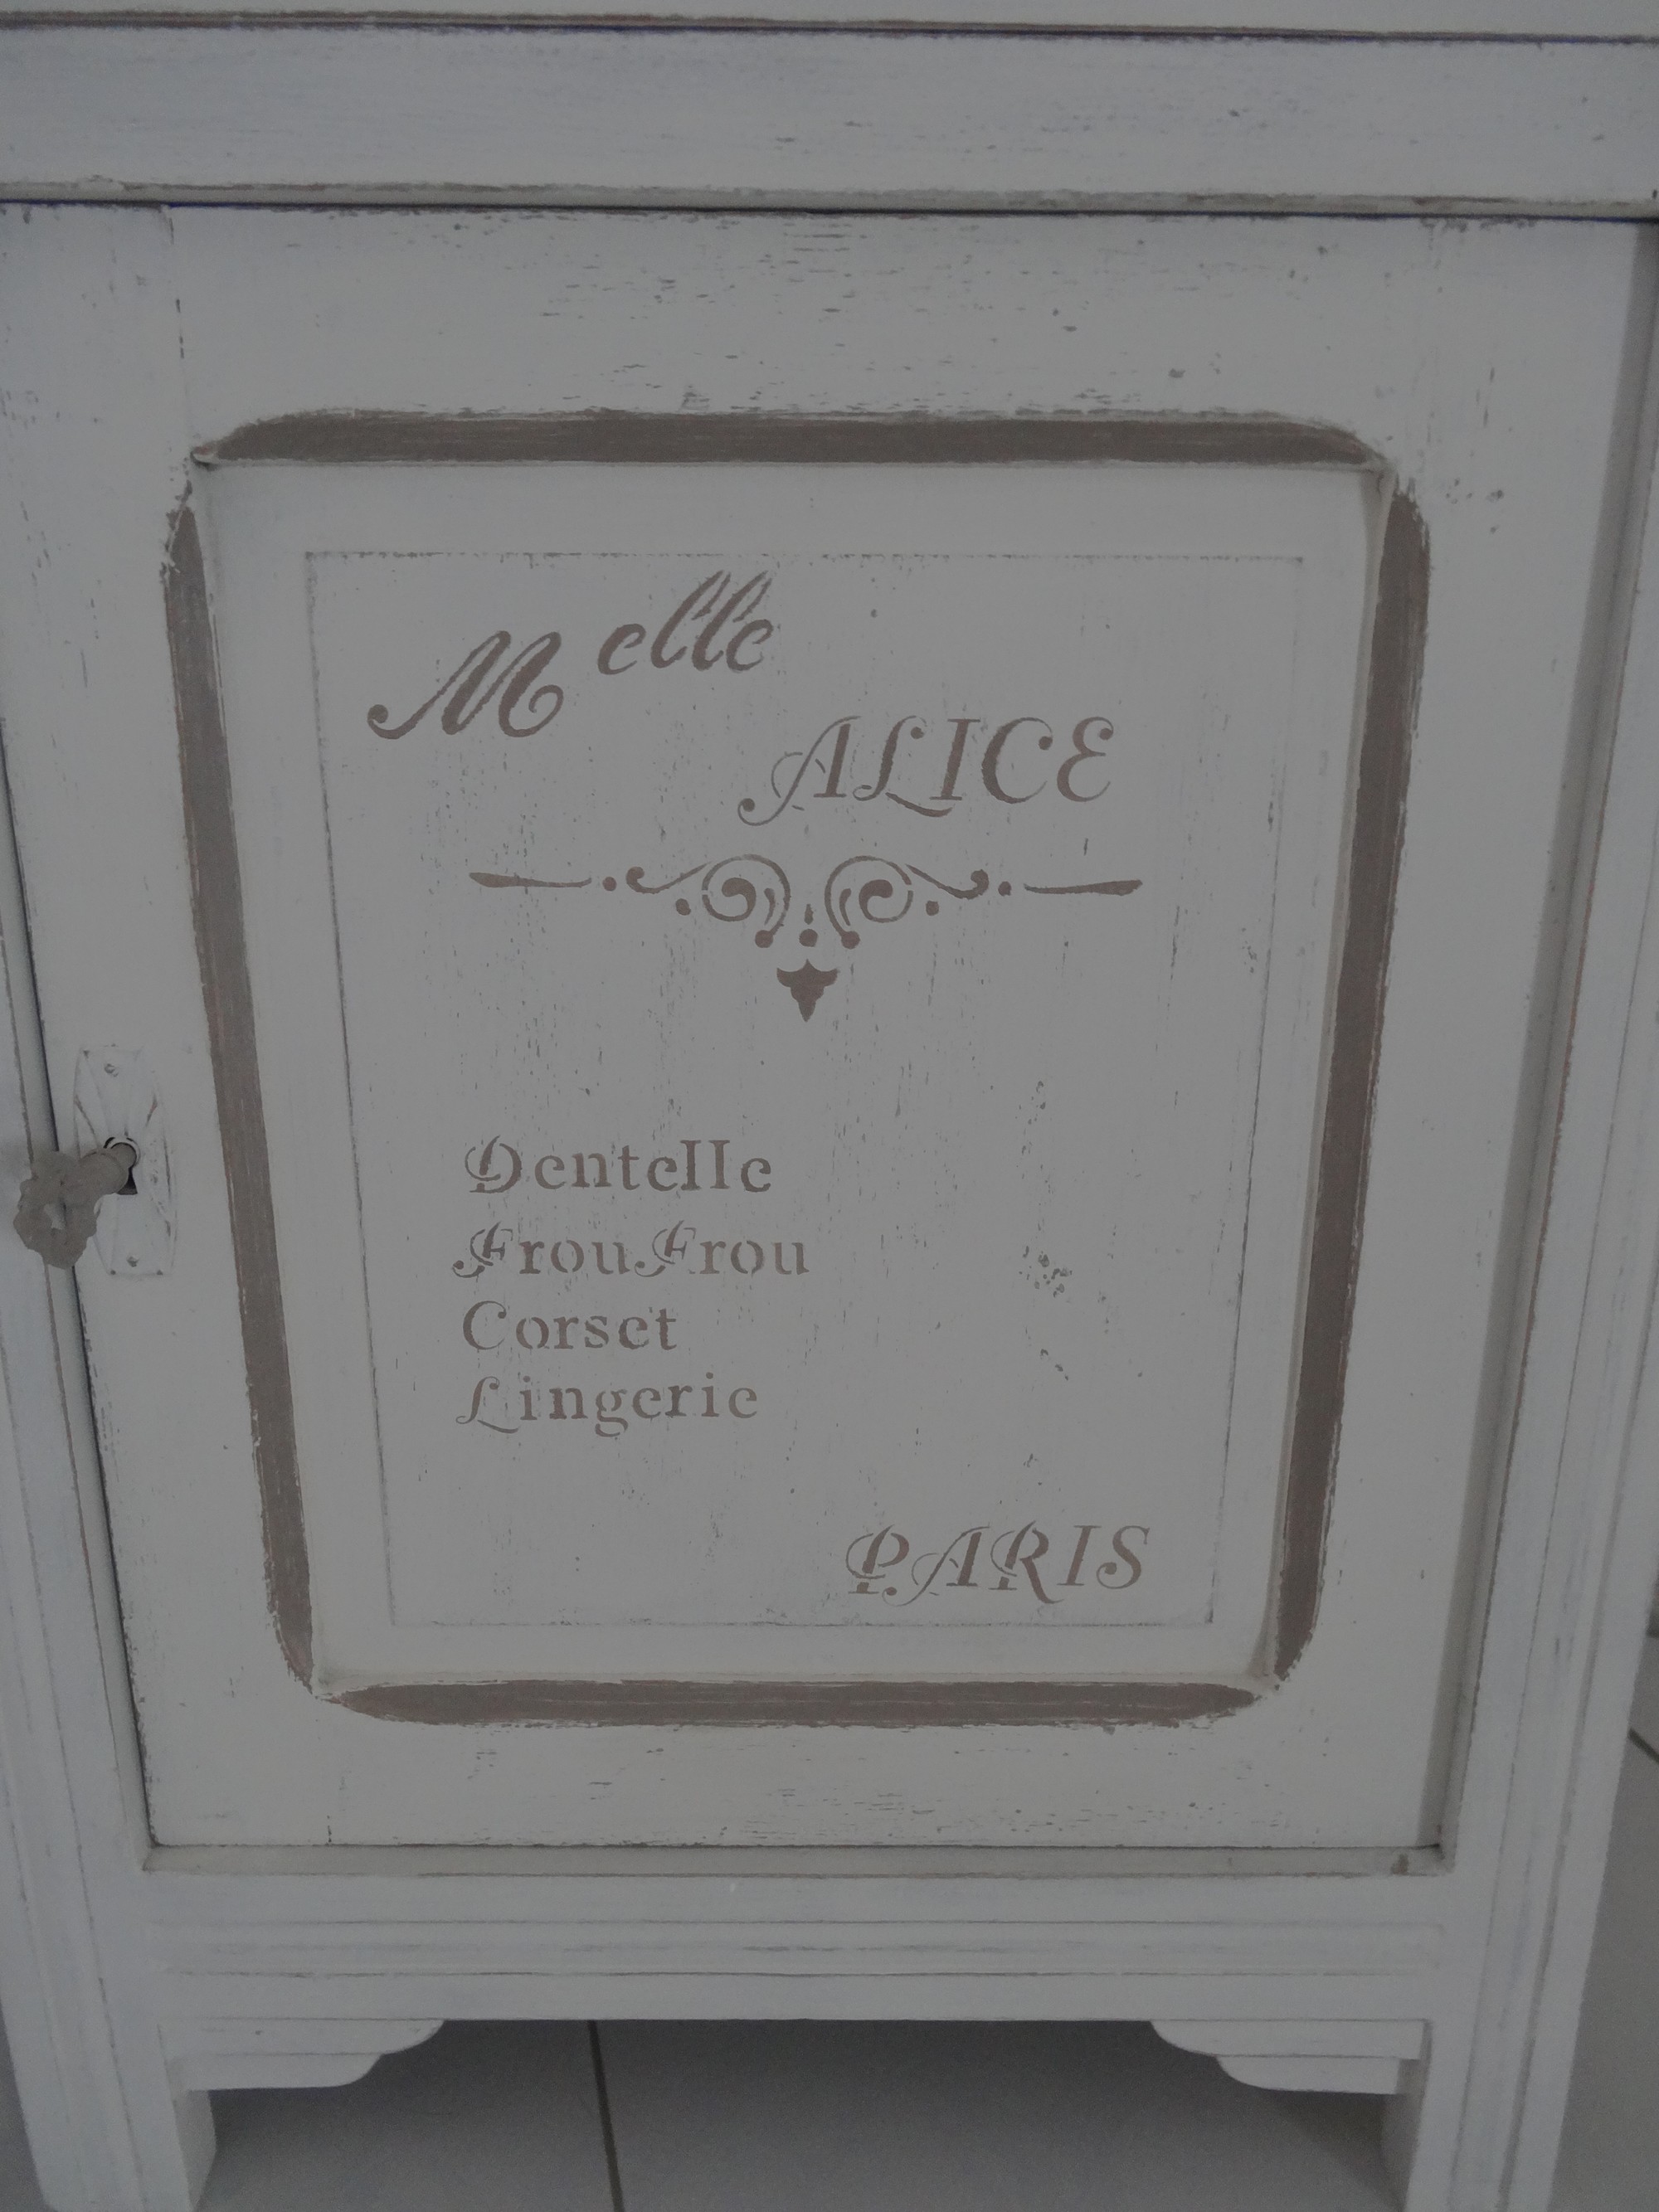 Melle
ALICE
Dentelle
FrouFrou
Corset
Lingerie
PARIS